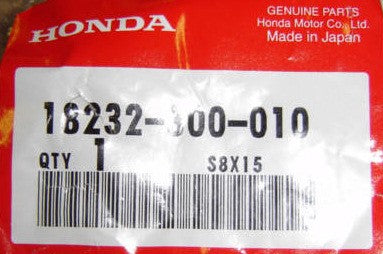 HONDA
GENUINE PARTS
Honda Motor Co., Ltd.
Made in Japan
18232-300-010
QTY 1 S8X15